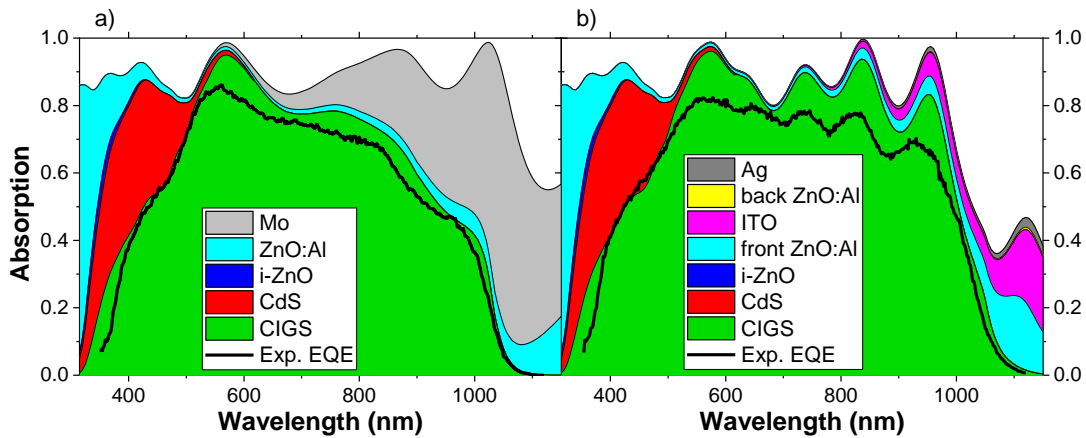 a)
b)
1.0
0.8
0.6
0.4
0.2
0.0
Absorption
Mo
ZnO:Al
i-ZnO
CdS
CIGS
Exp. EQE
400
600
800
1000
Wavelength (nm)
Ag
back ZnO:Al
ITO
front ZnO:Al
i-ZnO
CdS
CIGS
Exp. EQE
400
600
800
1000
Wavelength (nm)
1.0
0.8
0.6
0.4
0.2
0.0